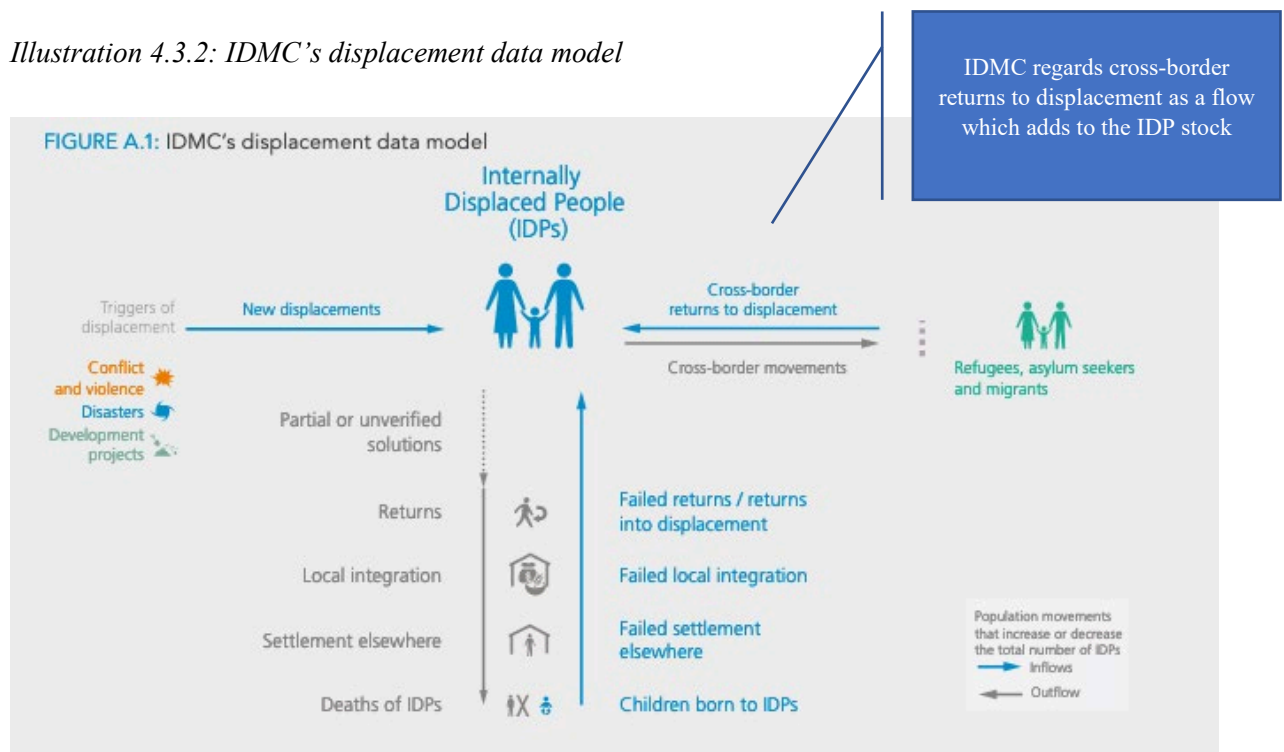 Illustration 4.3.2: IDMC’s displacement data model
IDMC regards cross-border
returns to displacement as a flow
which adds to the IDP stock
FIGURE A.1: IDMC’s displacement data model
Internally
Displaced People
(IDPs)
Triggers of
displacement
New displacements
Cross-border
returns to displacement
Cross-border movements
Refugees, asylum seekers
and migrants
Conflict
and violence
Disasters
Development
projects
Partial or unverified
solutions
Returns
Failed returns / returns
into displacement
Local integration
Failed local integration
Settlement elsewhere
Failed settlement
elsewhere
Deaths of IDPs
Children born to IDPs
Population movements
that increase or decrease
the total number of IDPs
Inflows
Outflow